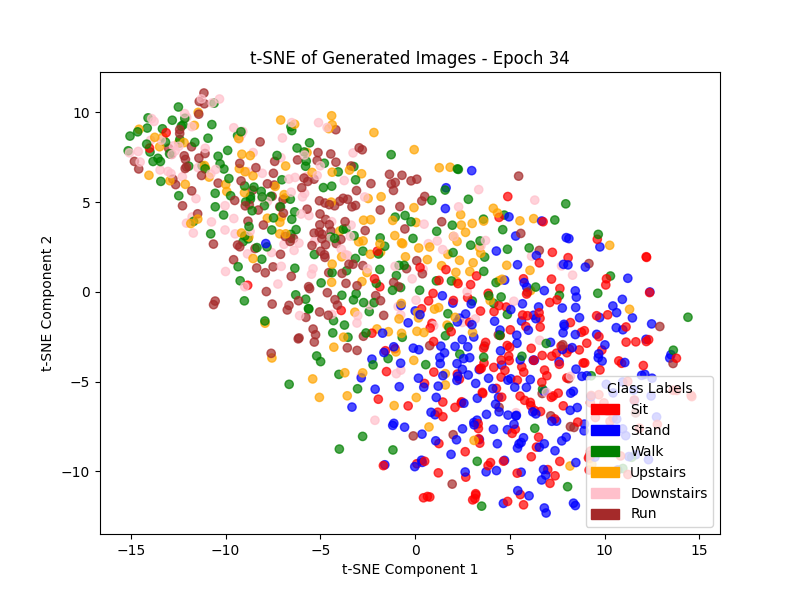 t-SNE of Generated Images - Epoch 34
t-SNE Component 2
10
5
0
−5
−10
−15
−10
−5
0
5
10
15
t-SNE Component 1
Class Labels
Sit
Stand
Walk
Upstairs
Downstairs
Run